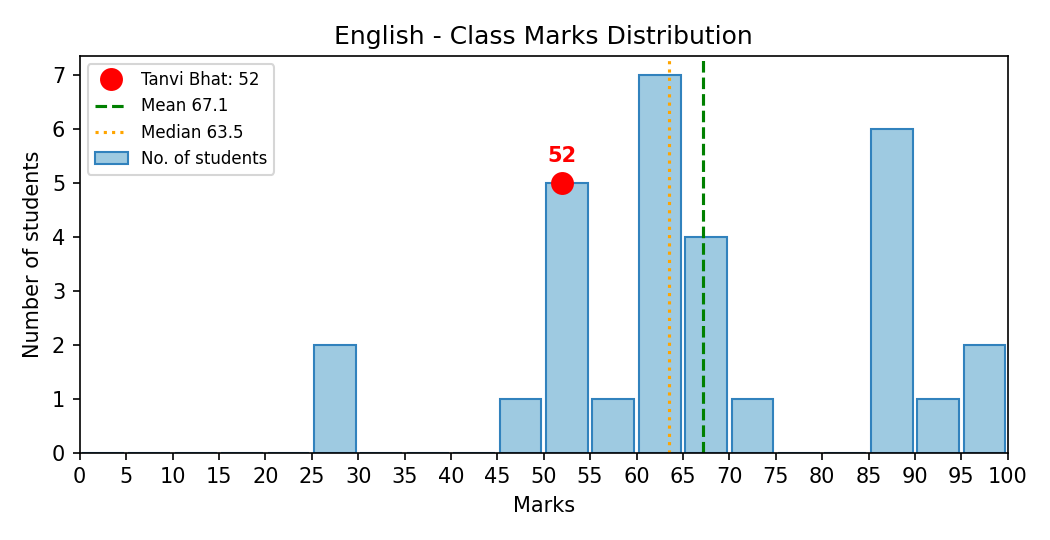 English - Class Marks Distribution
Tanvi Bhat: 52
Mean 67.1
Median 63.5
No. of students
52
Number of students
7
6
5
4
3
2
1
0
0 5 10 15 20 25 30 35 40 45 50 55 60 65 70 75 80 85 90 95 100
Marks